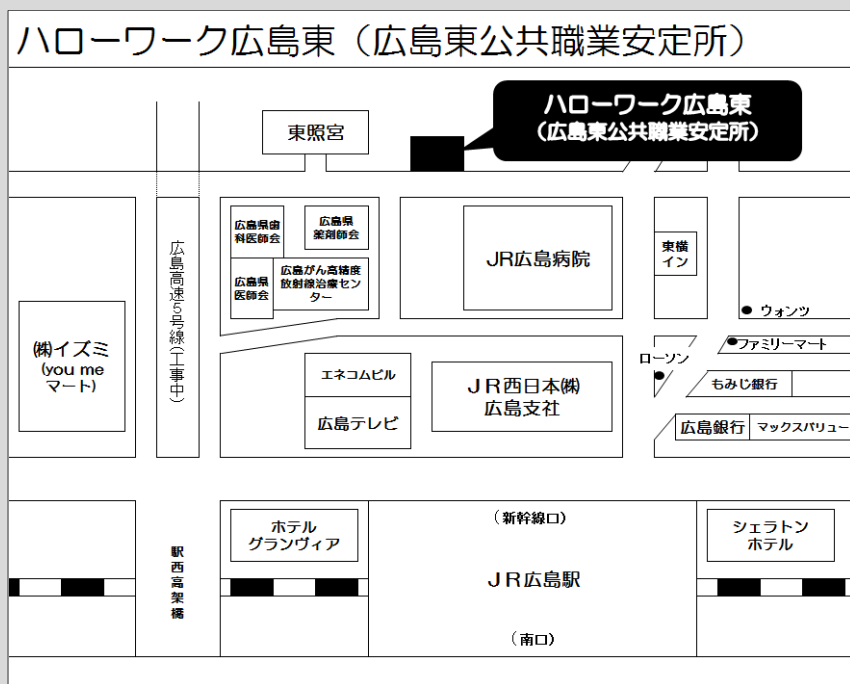 ハローワーク広島東（広島東公共職業安定所）
ハローワーク広島東
（広島東公共職業安定所）
東照宮
広島県歯
科医師会
広島県
薬剤師会
広島県
医師会
広島がん高精度
放射線治療セン
ター
広島高速５号線(工事中)
JR広島病院
東横
イン
ウォンツ
ファミリーマート
ローソン
もみじ銀行
広島銀行
マックスバリュー
㈱イズミ
(you me
マート)
エネコムビル
広島テレビ
ＪＲ西日本㈱
広島支社
ホテル
グランヴィア
（新幹線口）
シェラトン
ホテル
駅西高架橋
ＪＲ広島駅
（南口）